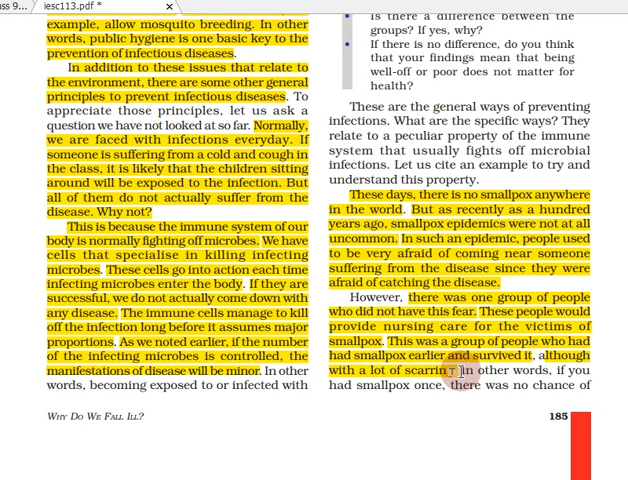 ass 9...
iesc113.pdf *
example, allow mosquito breeding. In other
words, public hygiene is one basic key to the
prevention of infectious diseases.
In addition to these issues that relate to
the environment, there are some other general
principles to prevent infectious diseases. To
appreciate those principles, let us ask a
question we have not looked at so far. Normally,
we are faced with infections everyday. If
someone is suffering from a cold and cough in
the class, it is likely that the children sitting
around will be exposed to the infection. But
all of them do not actually suffer from the
disease. Why not?
This is because the immune system of our
body is normally fighting off microbes. We have
cells that specialise in killing infecting
microbes. These cells go into action each time
infecting microbes enter the body. If they are
successful, we do not actually come down with
any disease. The immune cells manage to kill
off the infection long before it assumes major
proportions. As we noted earlier, if the number
of the infecting microbes is controlled, the
manifestations of disease will be minor. In other
words, becoming exposed to or infected with
Is there a difference between the
groups? If yes, why?
• If there is no difference, do you think
that your findings mean that being
well-off or poor does not matter for
health?
These are the general ways of preventing
infections. What are the specific ways? They
relate to a peculiar property of the immune
system that usually fights off microbial
infections. Let us cite an example to try and
understand this property.
These days, there is no smallpox anywhere
in the world. But as recently as a hundred
years ago, smallpox epidemics were not at all
uncommon. In such an epidemic, people used
to be very afraid of coming near someone
suffering from the disease since they were
afraid of catching the disease.
However, there was one group of people
who did not have this fear. These people would
provide nursing care for the victims of
smallpox. This was a group of people who had
had smallpox earlier and survived it, although
with a lot of scarrin in other words, if you
had smallpox once, there was no chance of
WHY DO WE FALL ILL?
185